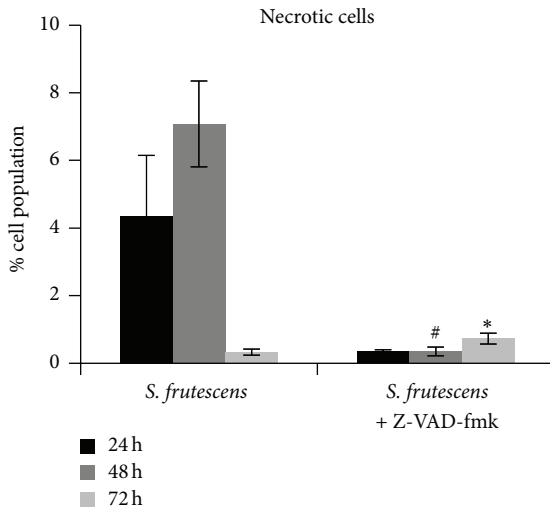 Necrotic cells
10
8
6
4
2
0
% cell population
#
*
S. frutescens
S. frutescens
+ Z-VAD-fmk
24 h
48 h
72 h